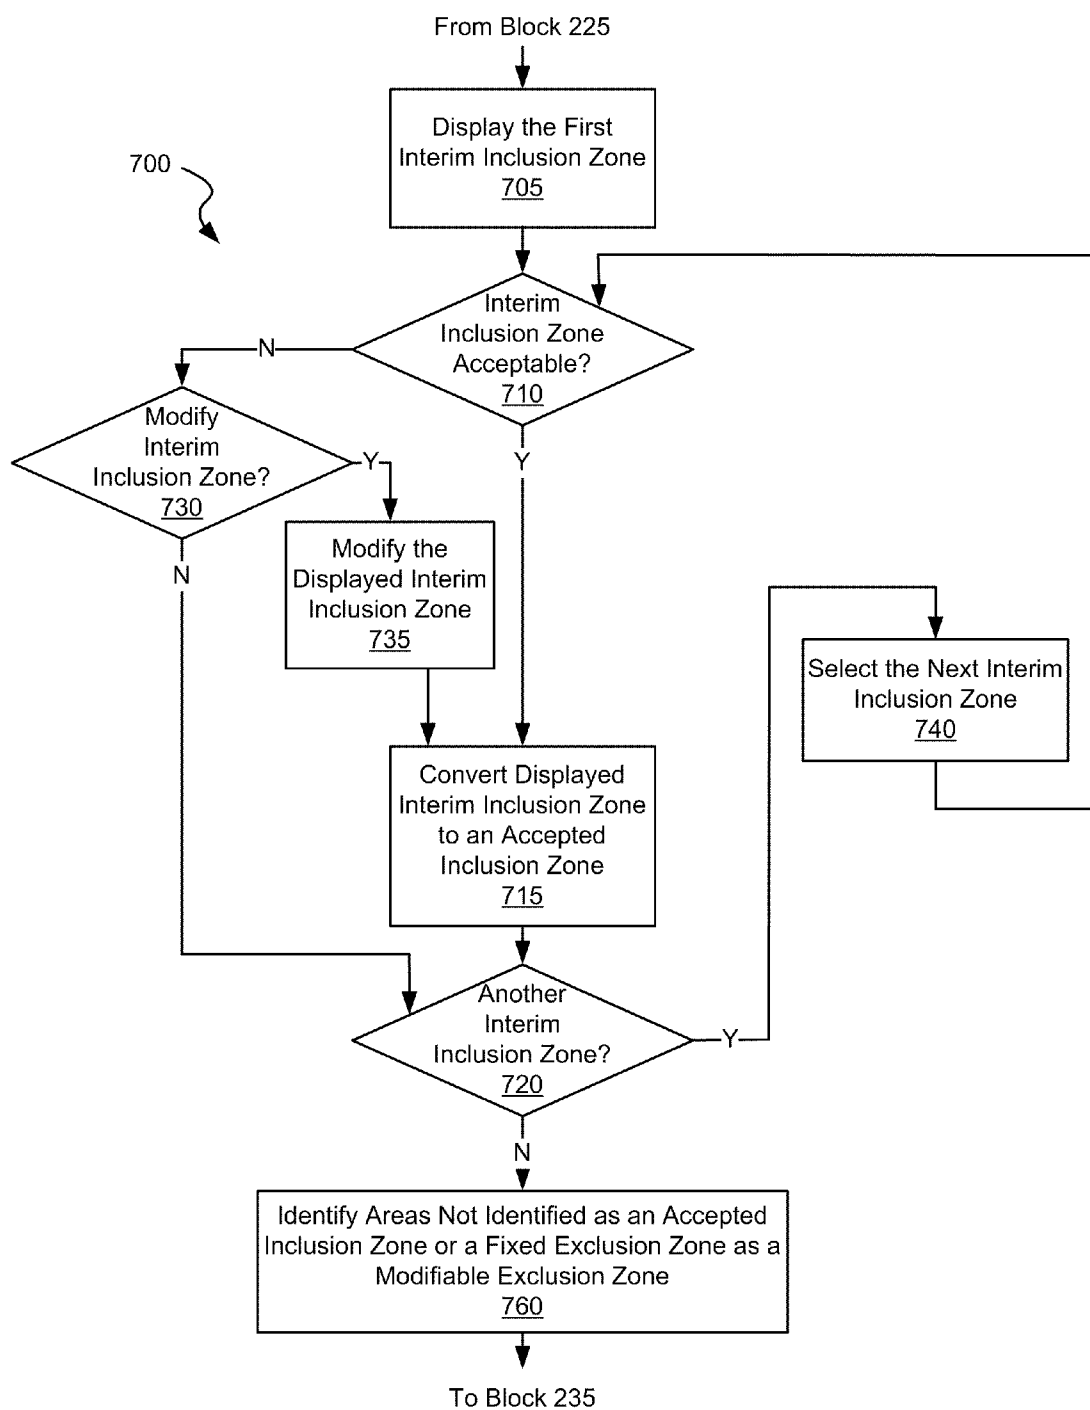 From Block 225
Display the First
Interim Inclusion Zone
705
700
Interim
Inclusion Zone
Acceptable?
710
N
Y
Modify
Interim
Inclusion Zone?
730
Y
N
Modify the
Displayed Interim
Inclusion Zone
735
Select the Next Interim
Inclusion Zone
740
Convert Displayed
Interim Inclusion Zone
to an Accepted
Inclusion Zone
715
Another
Interim
Inclusion Zone?
720
Y
N
Identify Areas Not Identified as an Accepted
Inclusion Zone or a Fixed Exclusion Zone as a
Modifiable Exclusion Zone
760
To Block 235